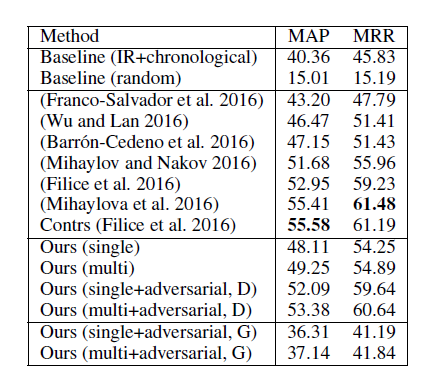 Method MAP MRR
Baseline (IR+chronological) 40.36 45.83
Baseline (random) 15.01 15.19
(Franco-Salvador et al. 2016) 43.20 47.79
(Wu and Lan 2016) 46.47 51.41
(Barrón-Cedeno et al. 2016) 47.15 51.43
(Mihaylov and Nakov 2016) 51.68 55.96
(Filice et al. 2016) 52.95 59.23
(Mihaylova et al. 2016) 55.41 61.48
Contrs (Filice et al. 2016) 55.58 61.19
Ours (single) 48.11 54.25
Ours (multi) 49.25 54.89
Ours (single+adversarial, D) 52.09 59.64
Ours (multi+adversarial, D) 53.38 60.64
Ours (single+adversarial, G) 36.31 41.19
Ours (multi+adversarial, G) 37.14 41.84